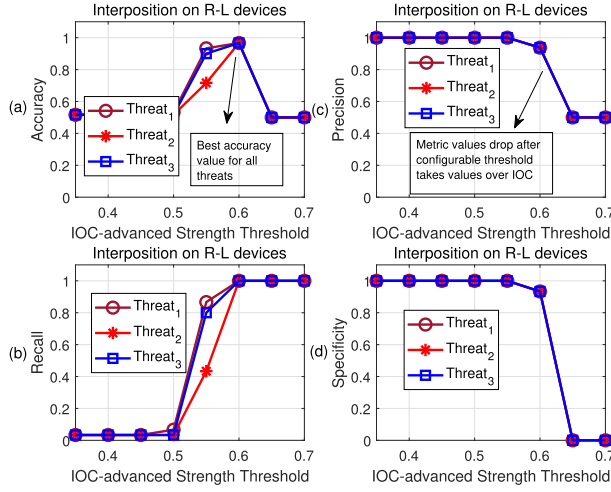 Interposition on R-L devices
(a)
Accuracy
1
0.8
0.6
0.4
0.2
0
Threat1
Threat2
Threat3
Best accuracy
value for all
threats
0.4 0.5 0.6 0.7
IOC-advanced Strength Threshold
Interposition on R-L devices
(c)
Precision
1
0.8
0.6
0.4
0.2
0
Threat1
Threat2
Threat3
Metric values drop after
configurable threshold
takes values over IOC
0.4 0.5 0.6 0.7
IOC-advanced Strength Threshold
Interposition on R-L devices
(b)
Recall
1
0.8
0.6
0.4
0.2
0
Threat1
Threat2
Threat3
0.4 0.5 0.6 0.7
IOC-advanced Strength Threshold
Interposition on R-L devices
(d)
Specificity
1
0.8
0.6
0.4
0.2
0
Threat1
Threat2
Threat3
0.4 0.5 0.6 0.7
IOC-advanced Strength Threshold